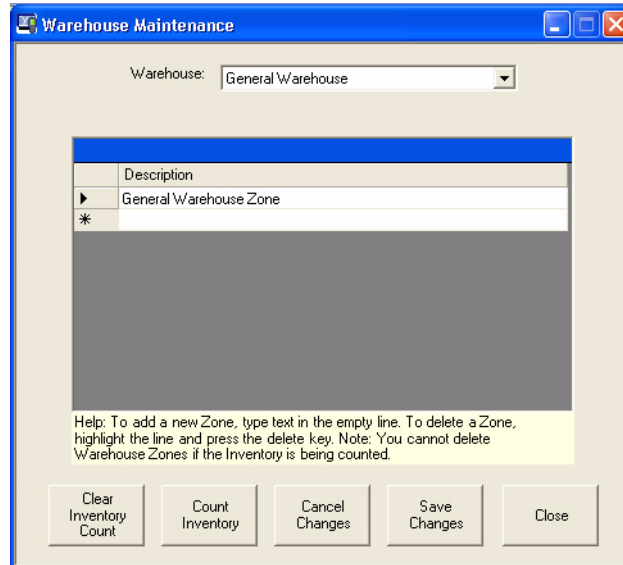 Warehouse Maintenance
Warehouse: General Warehouse
Description
General Warehouse Zone
Help: To add a new Zone, type text in the empty line. To delete a Zone,
highlight the line and press the delete key. Note: You cannot delete
Warehouse Zones if the Inventory is being counted.
Clear
Inventory
Count
Count
Inventory
Cancel
Changes
Save
Changes
Close